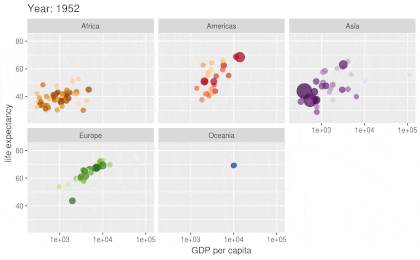 Year: 1952
Africa
Americas
Asia
80
60
40
1e+03 1e+04 1e+05
Europe
Oceania
80
60
40
1e+03 1e+04 1e+05
1e+03 1e+04 1e+05
life expectancy
GDP per capita